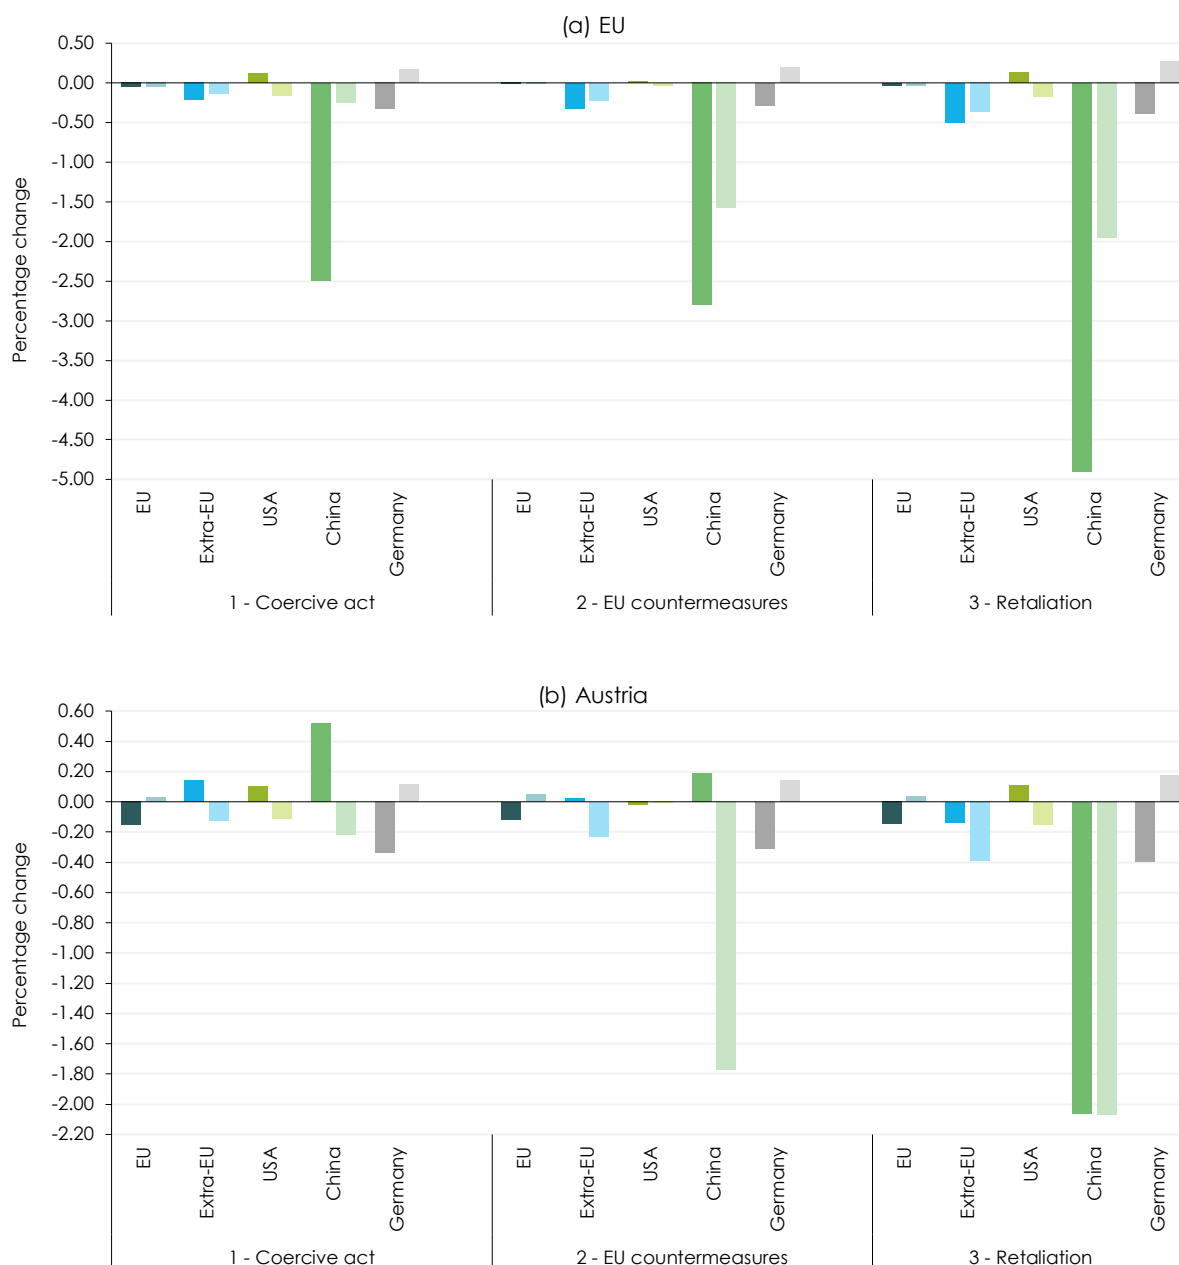 (a) EU
0.50
0.00
-0.50
-1.00
-1.50
-2.00
-2.50
-3.00
-3.50
-4.00
-4.50
-5.00
Percentage change
EU
Extra-EU
USA
China
Germany
EU
Extra-EU
USA
China
Germany
EU
Extra-EU
USA
China
Germany
1 - Coercive act
2 - EU countermeasures
3 - Retaliation
(b) Austria
0.60
0.40
0.20
0.00
-0.20
-0.40
-0.60
-0.80
-1.00
-1.20
-1.40
-1.60
-1.80
-2.00
-2.20
Percentage change
EU
Extra-EU
USA
China
Germany
EU
Extra-EU
USA
China
Germany
EU
Extra-EU
USA
China
Germany
1 - Coercive act
2 - EU countermeasures
3 - Retaliation